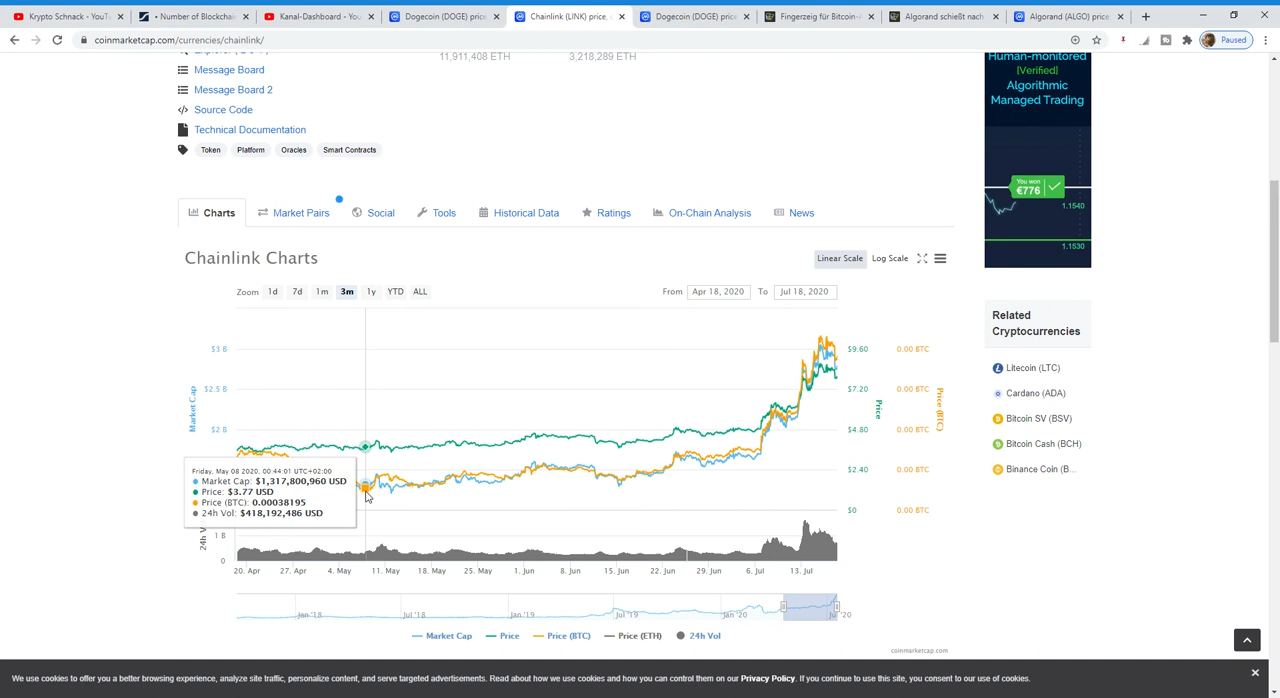 Krypto Schnack - YouTu
• Number of Blockchain
Kanal-Dashboard - You
Dogecoin (DOGE) price
Chainlink (LINK) price, c
Dogecoin (DOGE) price
Fingerzeig für Bitcoin-
Algorand schießt nach
Algorand (ALGO) price
coinmarketcap.com/currencies/chainlink/
Paused
11,911,408 ETH
3,218,289 ETH
Message Board
Message Board 2
Source Code
Technical Documentation
Token
Platform
Oracles
Smart Contracts
Human-monitored
[Verified]
Algorithmic
Managed Trading
You won
€776
1.1540
1.1530
Charts
Market Pairs
Social
Tools
Historical Data
Ratings
On-Chain Analysis
News
Chainlink Charts
Linear Scale
Log Scale
Zoom 1d 7d 1m 3m 1y YTD ALL
From Apr 18, 2020 To Jul 18, 2020
$3 B
$2.5 B
$2 B
Market Cap
$9.60
$7.20
$4.80
$2.40
$0
Price
0.00 BTC
0.00 BTC
0.00 BTC
0.00 BTC
0.00 BTC
Price (BTC)
Friday, May 08 2020, 00:44:01 UTC+02:00
Market Cap: $1,317,800,960 USD
Price: $3.77 USD
Price (BTC): 0.00038195
24h Vol: $418,192,486 USD
24h V
1 B
0
20. Apr 27. Apr 4. May 11. May 18. May 25. May 1. Jun 8. Jun 15. Jun 22. Jun 29. Jun 6. Jul 13. Jul
Jan '18 Jul '18 Jan '19 Jul '19 Jan '20 Jul '20
Market Cap Price Price (BTC) Price (ETH) 24h Vol
coinmarketcap.com
Related
Cryptocurrencies
Litecoin (LTC)
Cardano (ADA)
Bitcoin SV (BSV)
Bitcoin Cash (BCH)
Binance Coin (B...
We use cookies to offer you a better browsing experience, analyze site traffic, personalize content, and serve targeted advertisements. Read about how we use cookies and how you can control them on our Privacy Policy. If you continue to use this site, you consent to our use of cookies.